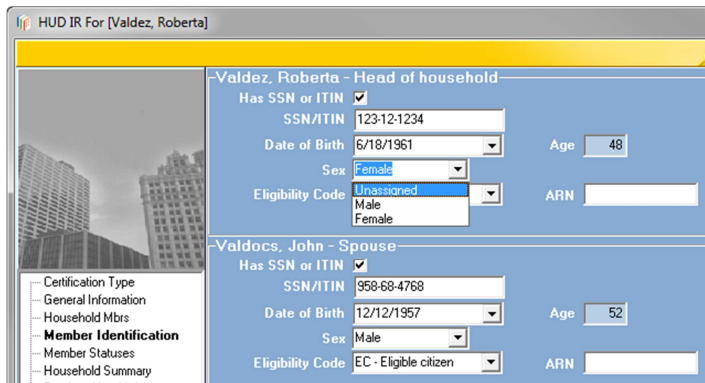 HUD IR For [Valdez, Roberta]
Valdez, Roberta - Head of household
Has SSN or ITIN
SSN/ITIN 123-12-1234
Date of Birth 6/18/1961 Age 48
Sex Female
Eligibility Code ARN
Unassigned
Male
Female
Valdocs, John - Spouse
Has SSN or ITIN
SSN/ITIN 958-68-4768
Date of Birth 12/12/1957 Age 52
Sex Male
Eligibility Code EC - Eligible citizen ARN
Certification Type
General Information
Household Mbrs
Member Identification
Member Statuses
Household Summary